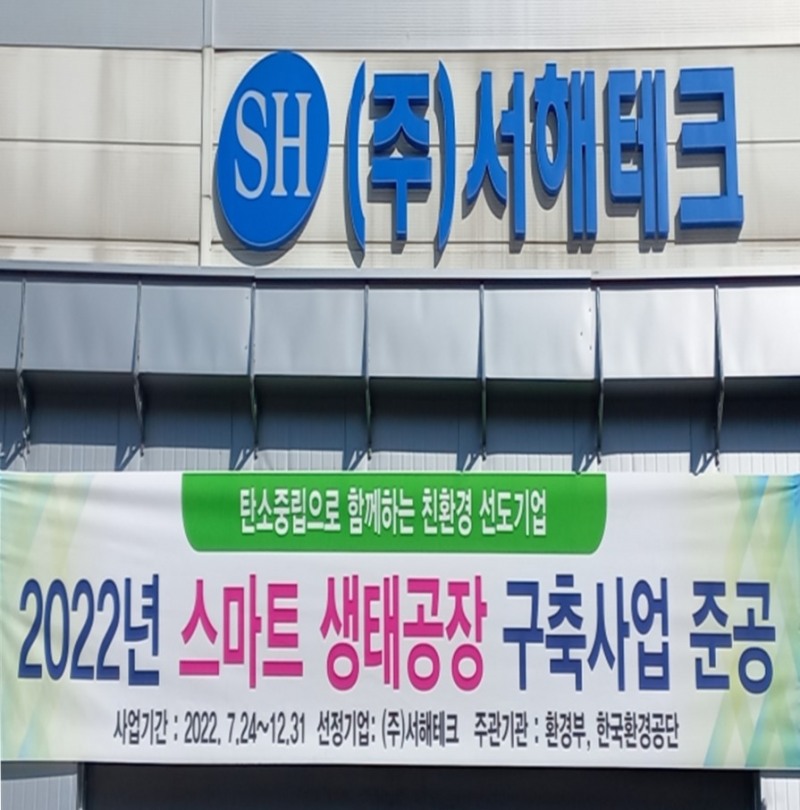 SH (주)서해테크
탄소중립으로 함께하는 친환경 선도기업
2022년 스마트 생태공장 구축사업 준공
사업기간 : 2022. 7.24~12.31 선정기업: (주)서해테크 주관기관 : 환경부, 한국환경공단